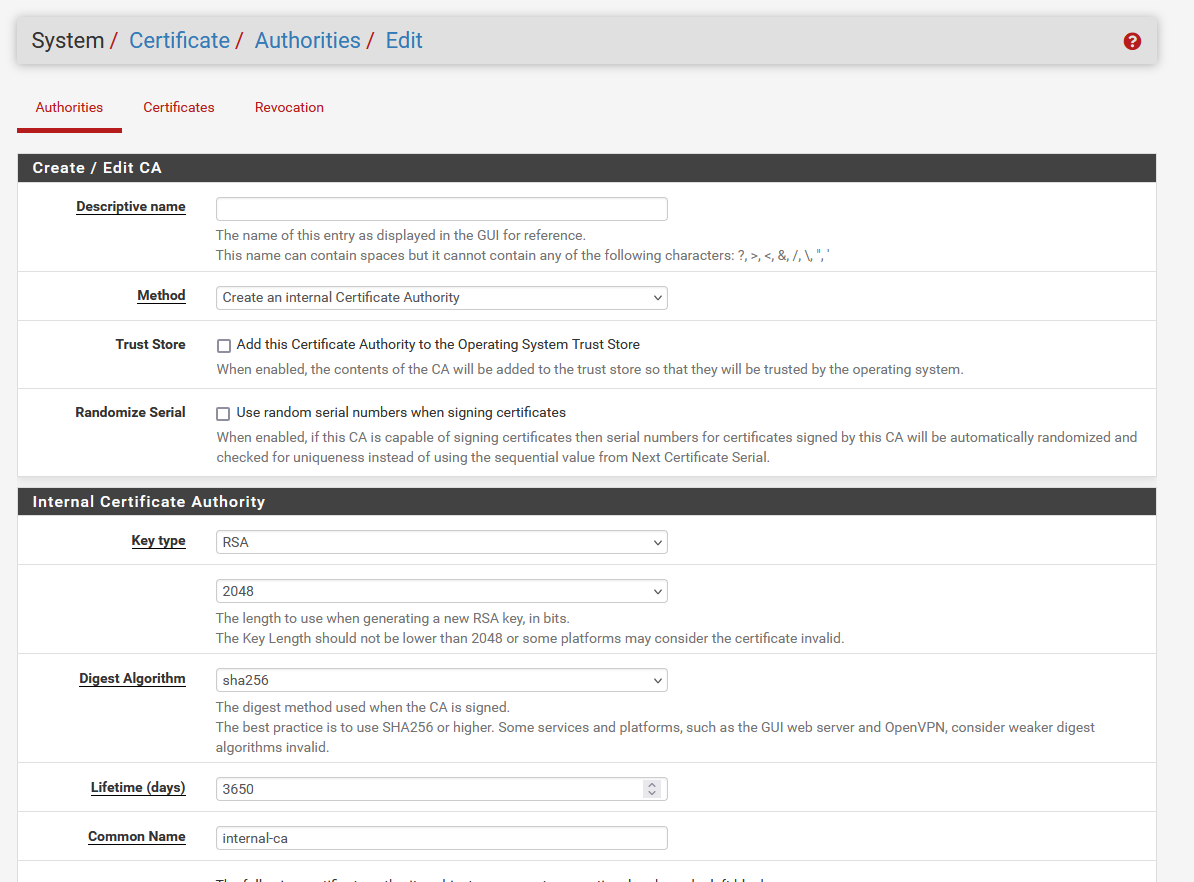 System / Certificate / Authorities / Edit
Authorities Certificates Revocation
Create / Edit CA
Descriptive name
The name of this entry as displayed in the GUI for reference.
This name can contain spaces but it cannot contain any of the following characters: ?, >, <, &, /, \, ", '
Method Create an internal Certificate Authority
Trust Store Add this Certificate Authority to the Operating System Trust Store
When enabled, the contents of the CA will be added to the trust store so that they will be trusted by the operating system.
Randomize Serial Use random serial numbers when signing certificates
When enabled, if this CA is capable of signing certificates then serial numbers for certificates signed by this CA will be automatically randomized and
checked for uniqueness instead of using the sequential value from Next Certificate Serial.
Internal Certificate Authority
Key type RSA
2048
The length to use when generating a new RSA key, in bits.
The Key Length should not be lower than 2048 or some platforms may consider the certificate invalid.
Digest Algorithm sha256
The digest method used when the CA is signed.
The best practice is to use SHA256 or higher. Some services and platforms, such as the GUI web server and OpenVPN, consider weaker digest
algorithms invalid.
Lifetime (days) 3650
Common Name internal-ca